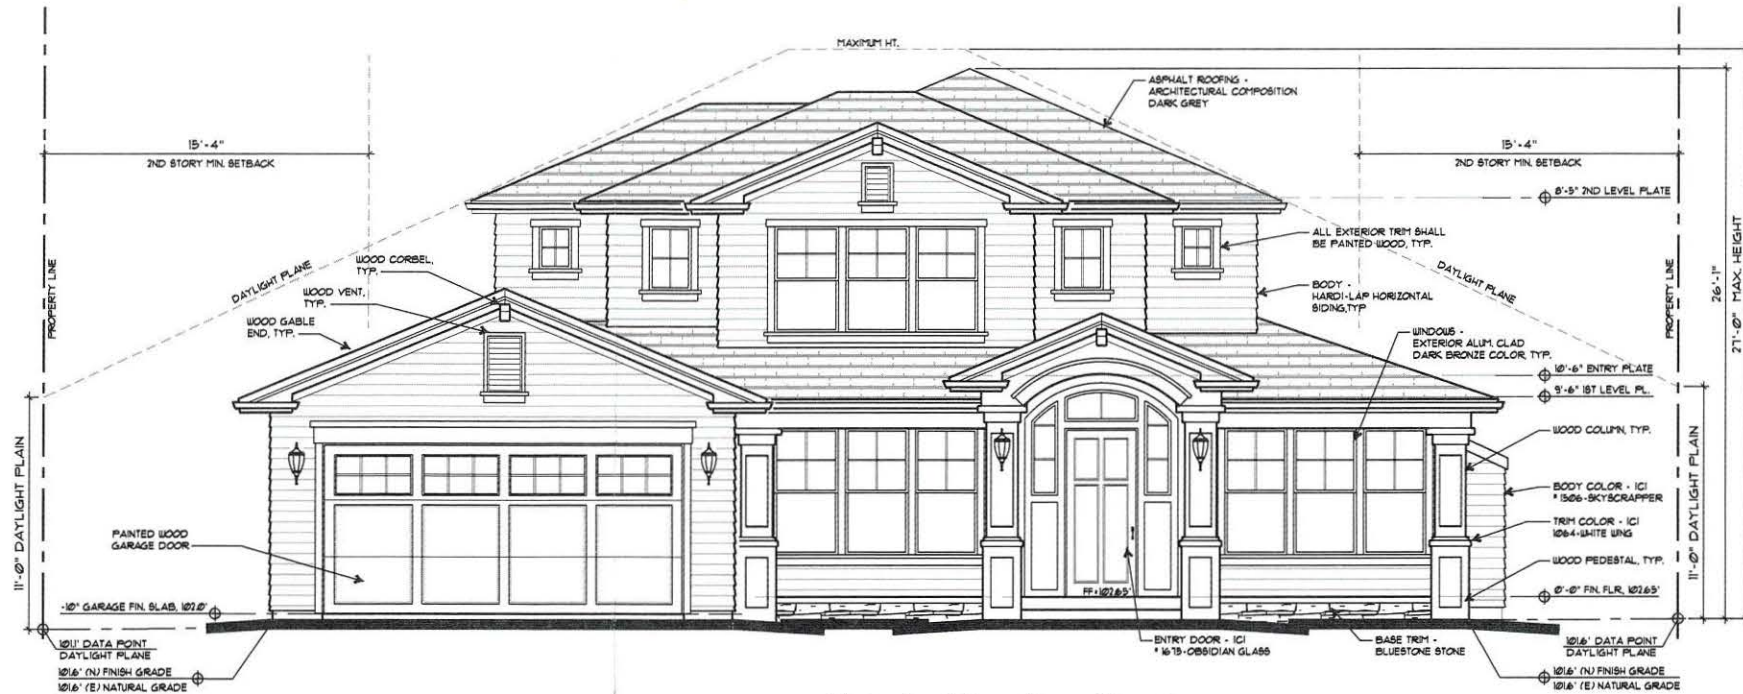 MAXIMUM HT.
ASPHALT ROOFING -
ARCHITECTURAL COMPOSITION
DARK GREY
15'-4"
2ND STORY MIN. SETBACK
15'-4"
2ND STORY MIN. SETBACK
8'-5" 2ND LEVEL PLATE
ALL EXTERIOR TRIM SHALL
BE PAINTED WOOD, TYP.
WOOD CORBEL,
TYP.
DAYLIGHT PLANE
DAYLIGHT PLANE
WOOD VENT,
TYP.
BODY -
HARDI-LAP HORIZONTAL
SIDING, TYP
WOOD GABLE
END, TYP.
PROPERTY LINE
PROPERTY LINE
26'-1"
27'-0" MAX. HEIGHT
WINDOWS -
EXTERIOR ALUM. CLAD
DARK BRONZE COLOR, TYP.
10'-6" ENTRY PLATE
9'-6" 1ST LEVEL PL.
WOOD COLUMN, TYP.
11'-0" DAYLIGHT PLAIN
11'-0" DAYLIGHT PLAIN
BODY COLOR - ICI
#1506-SKYSCRAPPER
TRIM COLOR - ICI
1064-WHITE WING
PAINTED WOOD
GARAGE DOOR
WOOD PEDESTAL, TYP.
FF=102.65'
0'-0" FIN. FLR, 102.65'
-10" GARAGE FIN. SLAB, 102.0'
101.1' DATA POINT
DAYLIGHT PLANE
101.6' (N) FINISH GRADE
101.6' (E) NATURAL GRADE
ENTRY DOOR - ICI
#1675-OBSIDIAN GLASS
BASE TRIM -
BLUESTONE STONE
101.6' DATA POINT
DAYLIGHT PLANE
101.6' (N) FINISH GRADE
101.6' (E) NATURAL GRADE